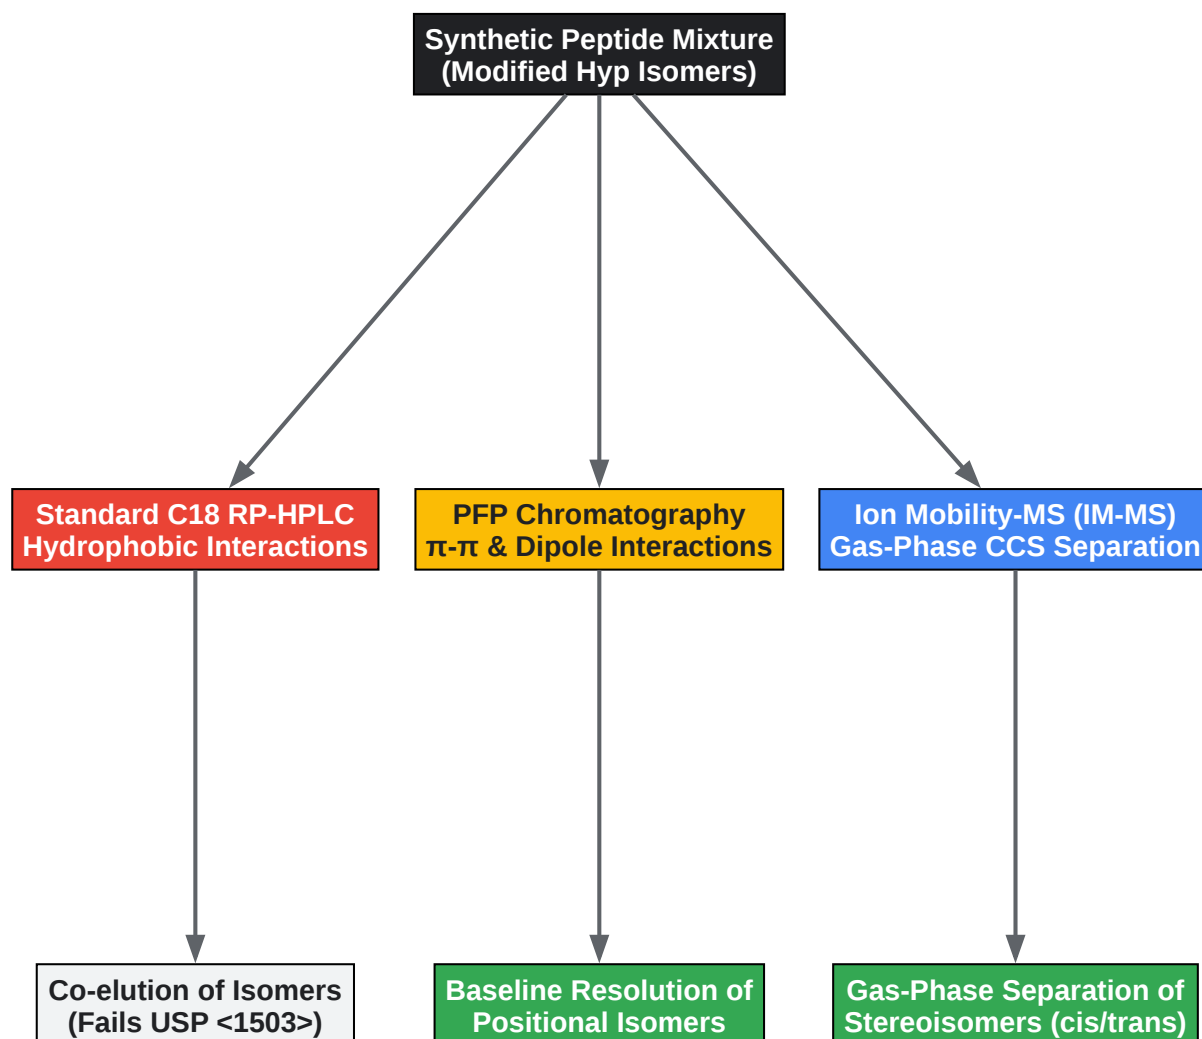 Synthetic Peptide Mixture
(Modified Hyp Isomers)
Standard C18 RP-HPLC
Hydrophobic Interactions
PFP Chromatography
π-π & Dipole Interactions
Ion Mobility-MS (IM-MS)
Gas-Phase CCS Separation
Co-elution of Isomers
(Fails USP <1503>)
Baseline Resolution of
Positional Isomers
Gas-Phase Separation of
Stereoisomers (cis/trans)